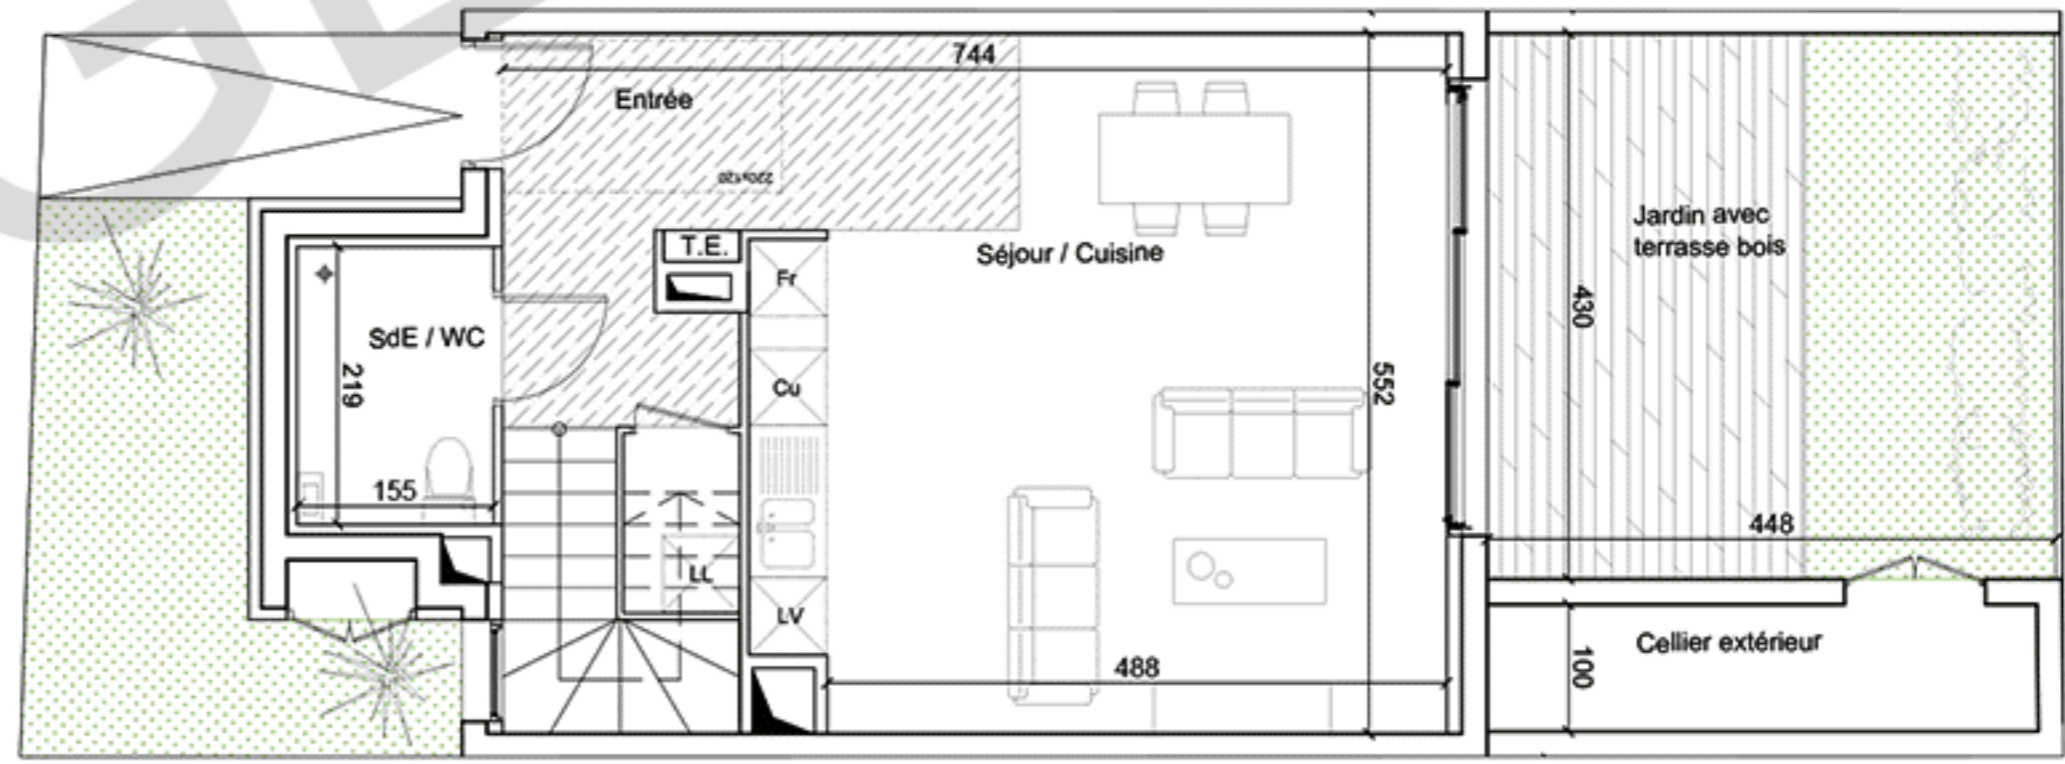 744
Entrée
220x120
T.E.
Séjour / Cuisine
Jardin avec
terrasse bois
Fr
430
SdE / WC
219
Cu
552
155
448
LL
LV
488
Cellier extérieur
100